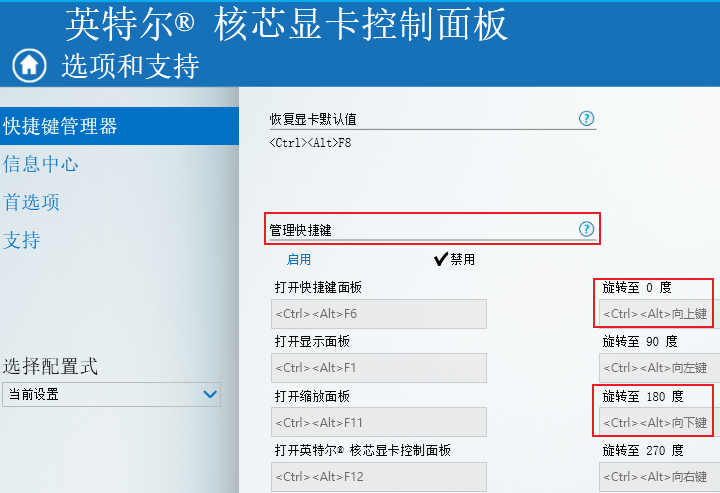 英特尔® 核芯显卡控制面板
选项和支持
快捷键管理器
信息中心
首选项
支持
选择配置式
当前设置
恢复显卡默认值
?
<Ctrl><Alt>F8
管理快捷键
?
启用
禁用
打开快捷键面板
旋转至 0 度
<Ctrl><Alt>F6
<Ctrl><Alt>向上键
打开显示面板
旋转至 90 度
<Ctrl><Alt>F1
<Ctrl><Alt>向左键
打开缩放面板
旋转至 180 度
<Ctrl><Alt>F11
<Ctrl><Alt>向下键
打开英特尔® 核芯显卡控制面板
旋转至 270 度
<Ctrl><Alt>F12
<Ctrl><Alt>向右键